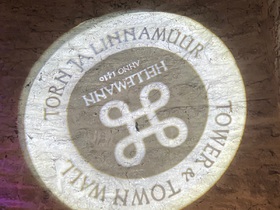 TORN JA LINNAMÜÜR
HELLEMANN
ANNO 1410
TOWER & TOWN WALL